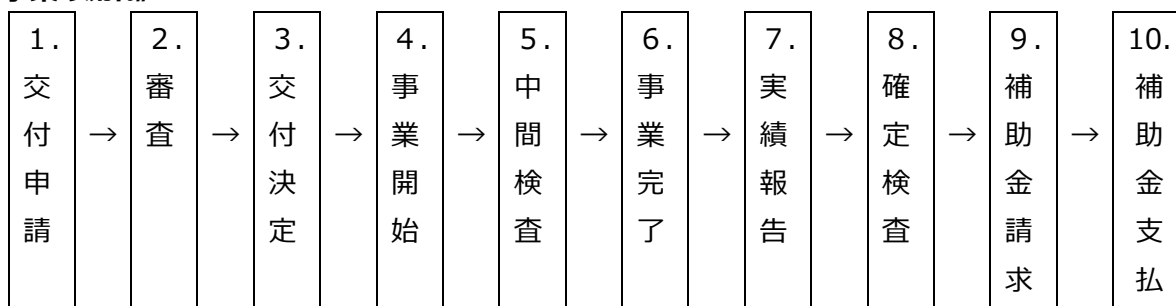 1. 交付申請
→
2. 審査
→
3. 交付決定
→
4. 事業開始
→
5. 中間検査
→
6. 事業完了
→
7. 実績報告
→
8. 確定検査
→
9. 補助金請求
→
10. 補助金支払